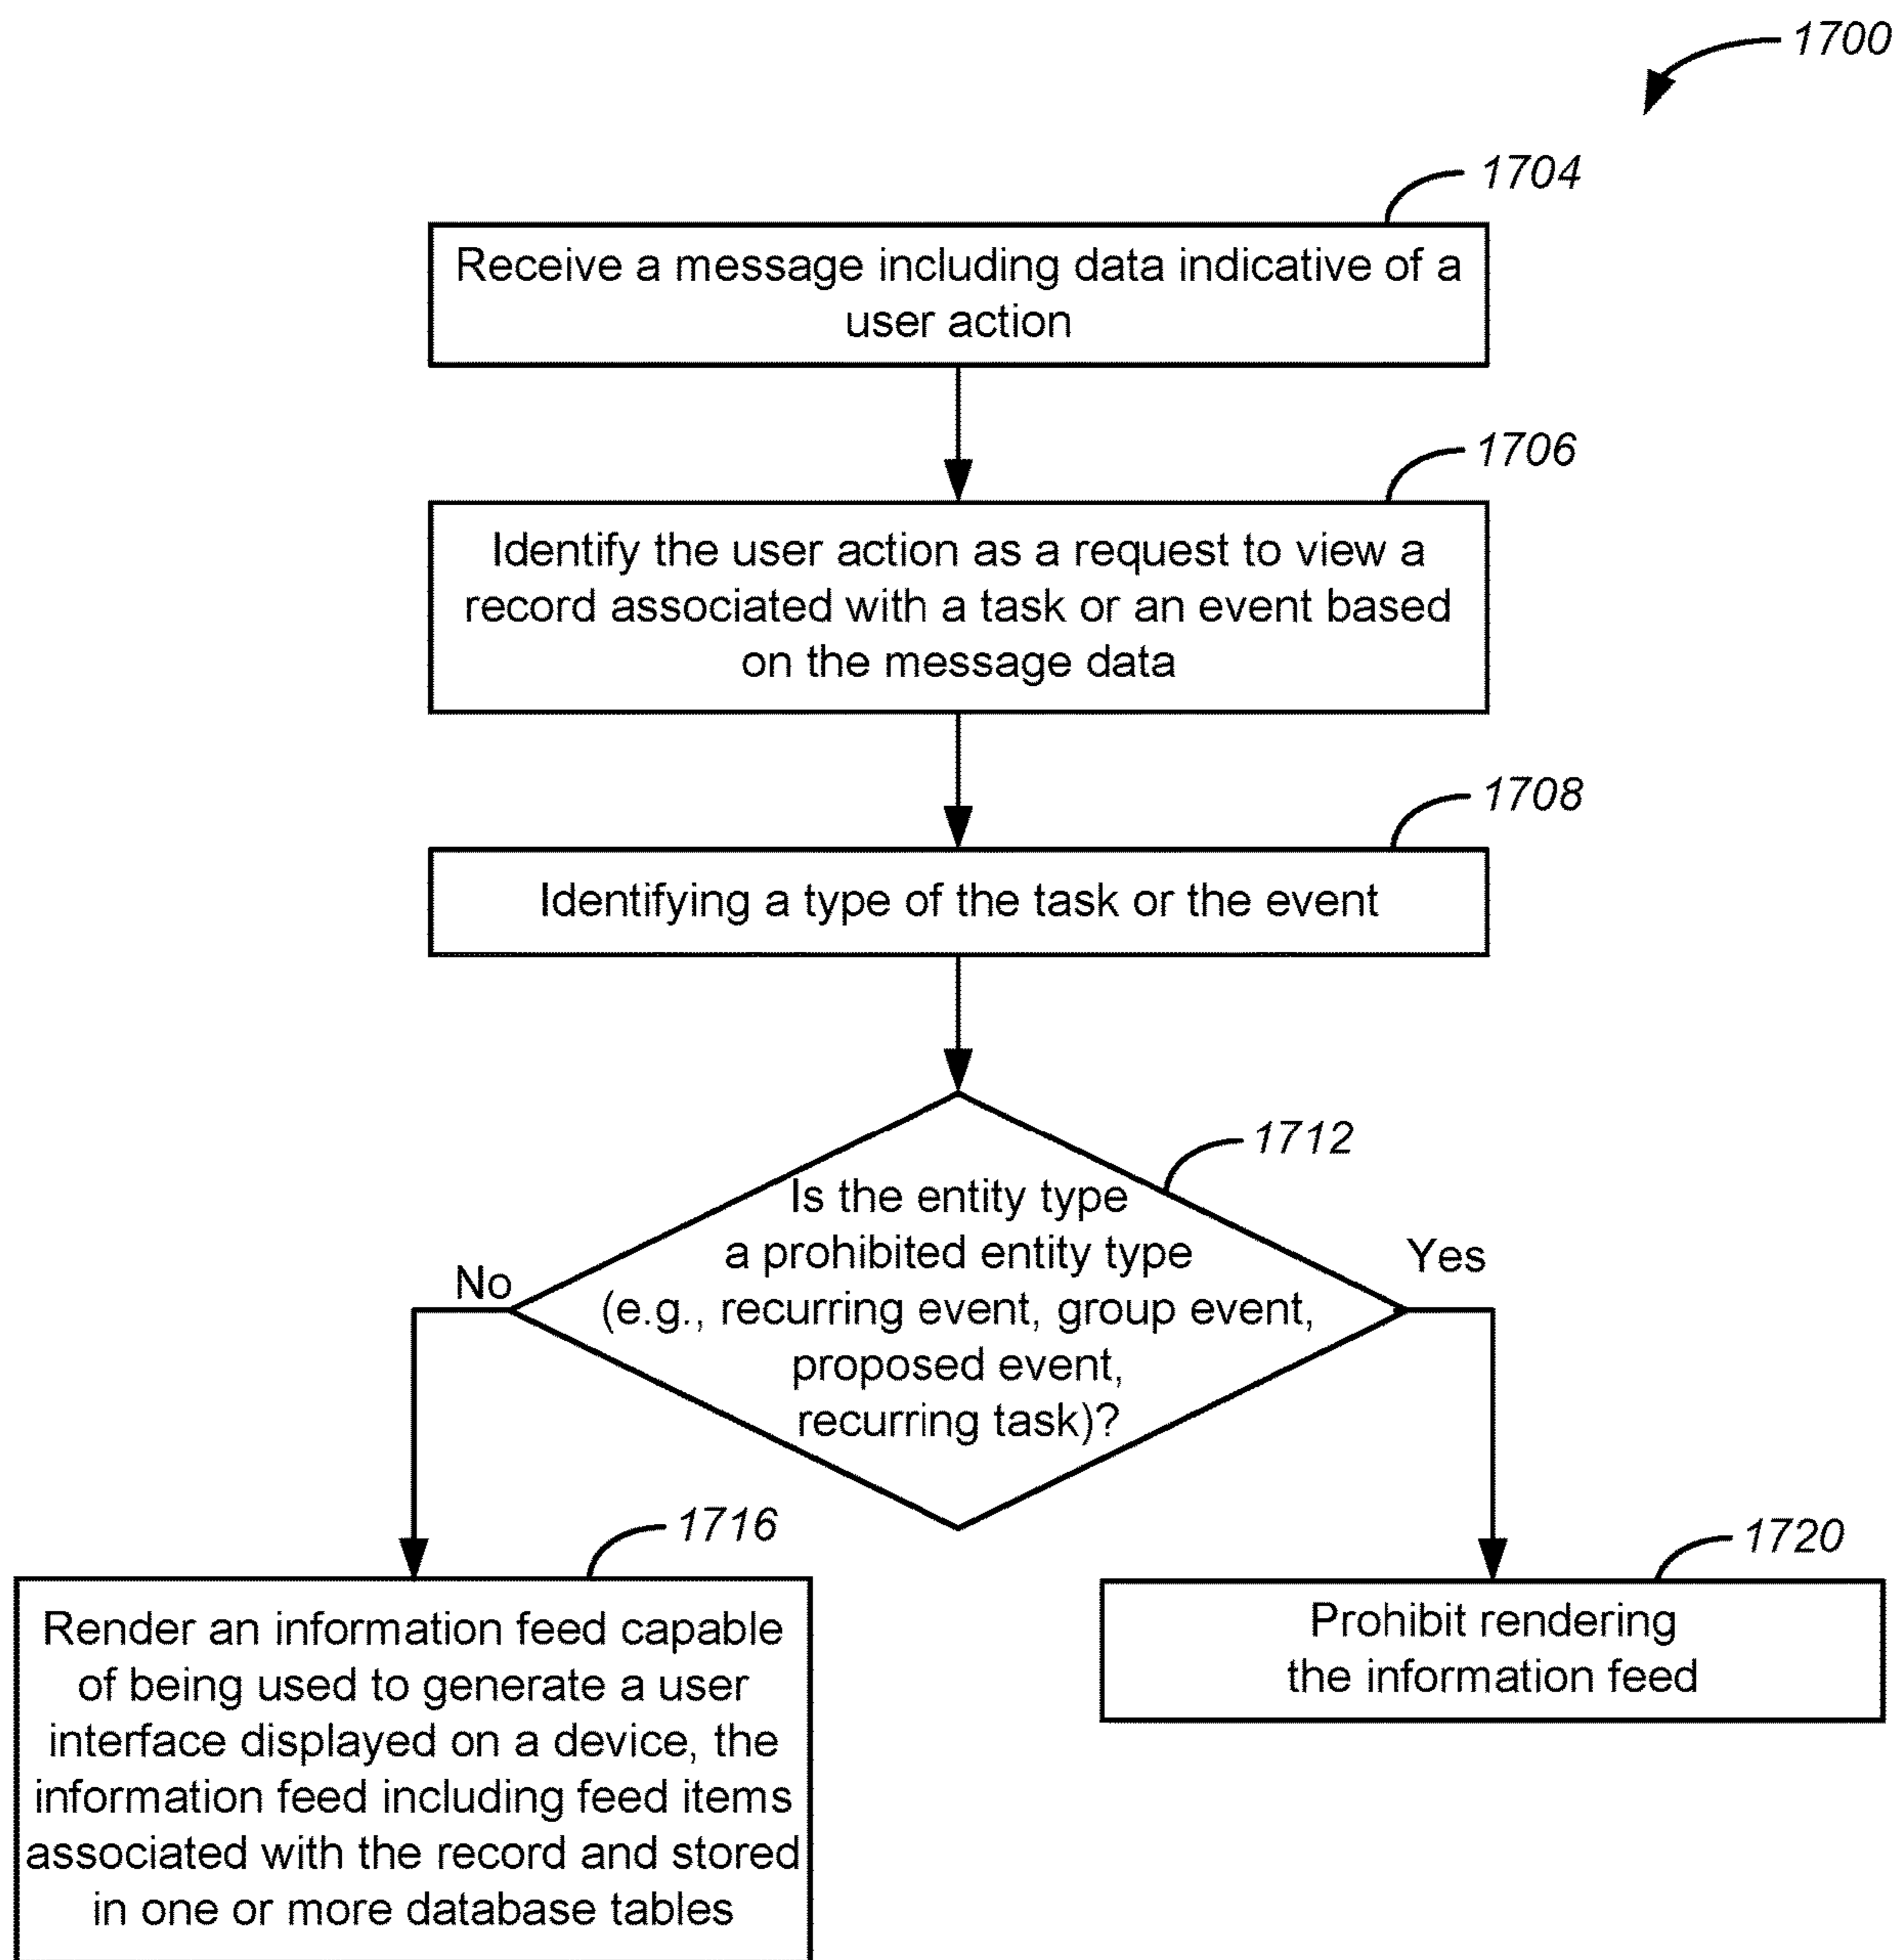 1700
1704
Receive a message including data indicative of a
user action
1706
Identify the user action as a request to view a
record associated with a task or an event based
on the message data
1708
Identifying a type of the task or the event
1712
Is the entity type
a prohibited entity type
(e.g., recurring event, group event,
proposed event,
recurring task)?
No
Yes
1716
Render an information feed capable
of being used to generate a user
interface displayed on a device, the
information feed including feed items
associated with the record and stored
in one or more database tables
1720
Prohibit rendering
the information feed